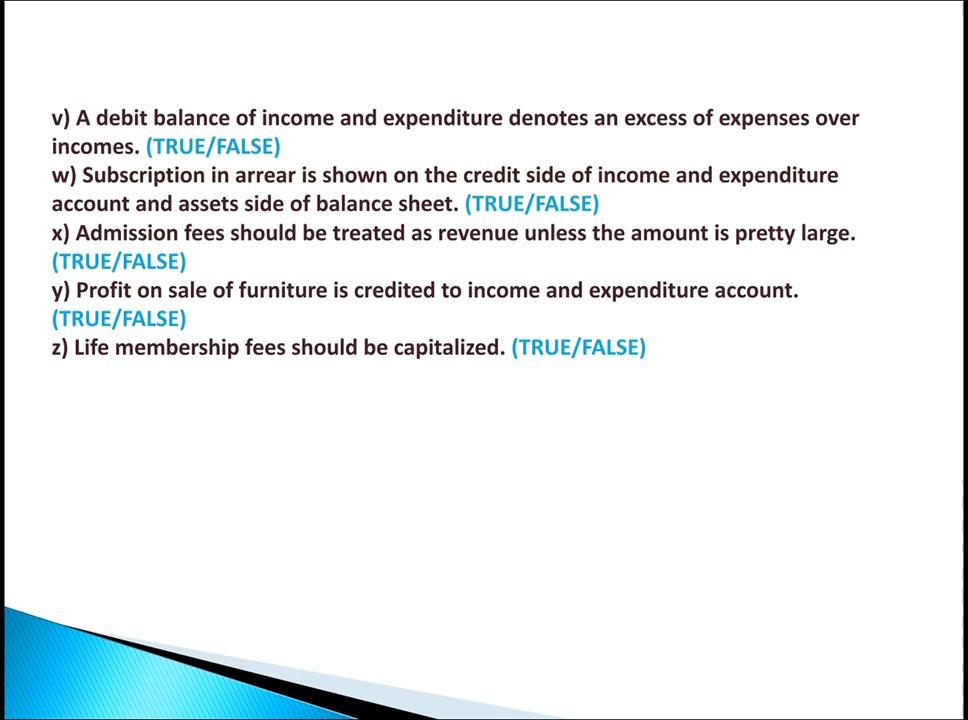 v) A debit balance of income and expenditure denotes an excess of expenses over
incomes. (TRUE/FALSE)
w) Subscription in arrear is shown on the credit side of income and expenditure
account and assets side of balance sheet. (TRUE/FALSE)
x) Admission fees should be treated as revenue unless the amount is pretty large.
(TRUE/FALSE)
y) Profit on sale of furniture is credited to income and expenditure account.
(TRUE/FALSE)
z) Life membership fees should be capitalized. (TRUE/FALSE)